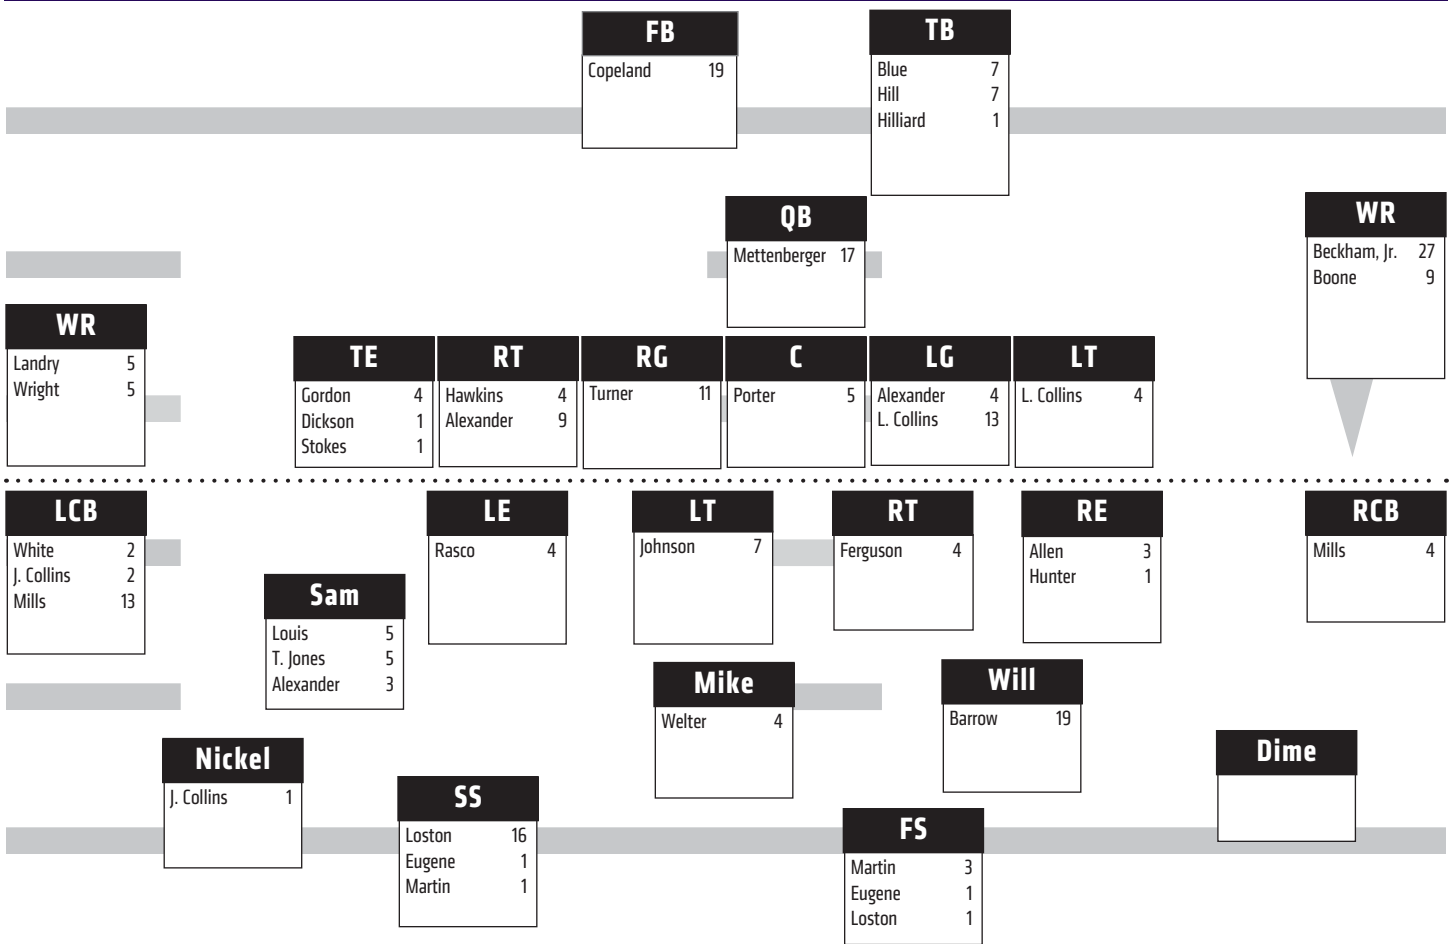 FB
Copeland 19
TB
Blue 7
Hill 7
Hilliard 1
QB
Mettenberger 17
WR
Beckham, Jr. 27
Boone 9
WR
Landry 5
Wright 5
TE
Gordon 4
Dickson 1
Stokes 1
RT
Hawkins 4
Alexander 9
RG
Turner 11
C
Porter 5
LG
Alexander 4
L. Collins 13
LT
L. Collins 4
LCB
White 2
J. Collins 2
Mills 13
Sam
Louis 5
T. Jones 5
Alexander 3
LE
Rasco 4
LT
Johnson 7
RT
Ferguson 4
RE
Allen 3
Hunter 1
RCB
Mills 4
Mike
Welter 4
Will
Barrow 19
Nickel
J. Collins 1
SS
Loston 16
Eugene 1
Martin 1
FS
Martin 3
Eugene 1
Loston 1
Dime